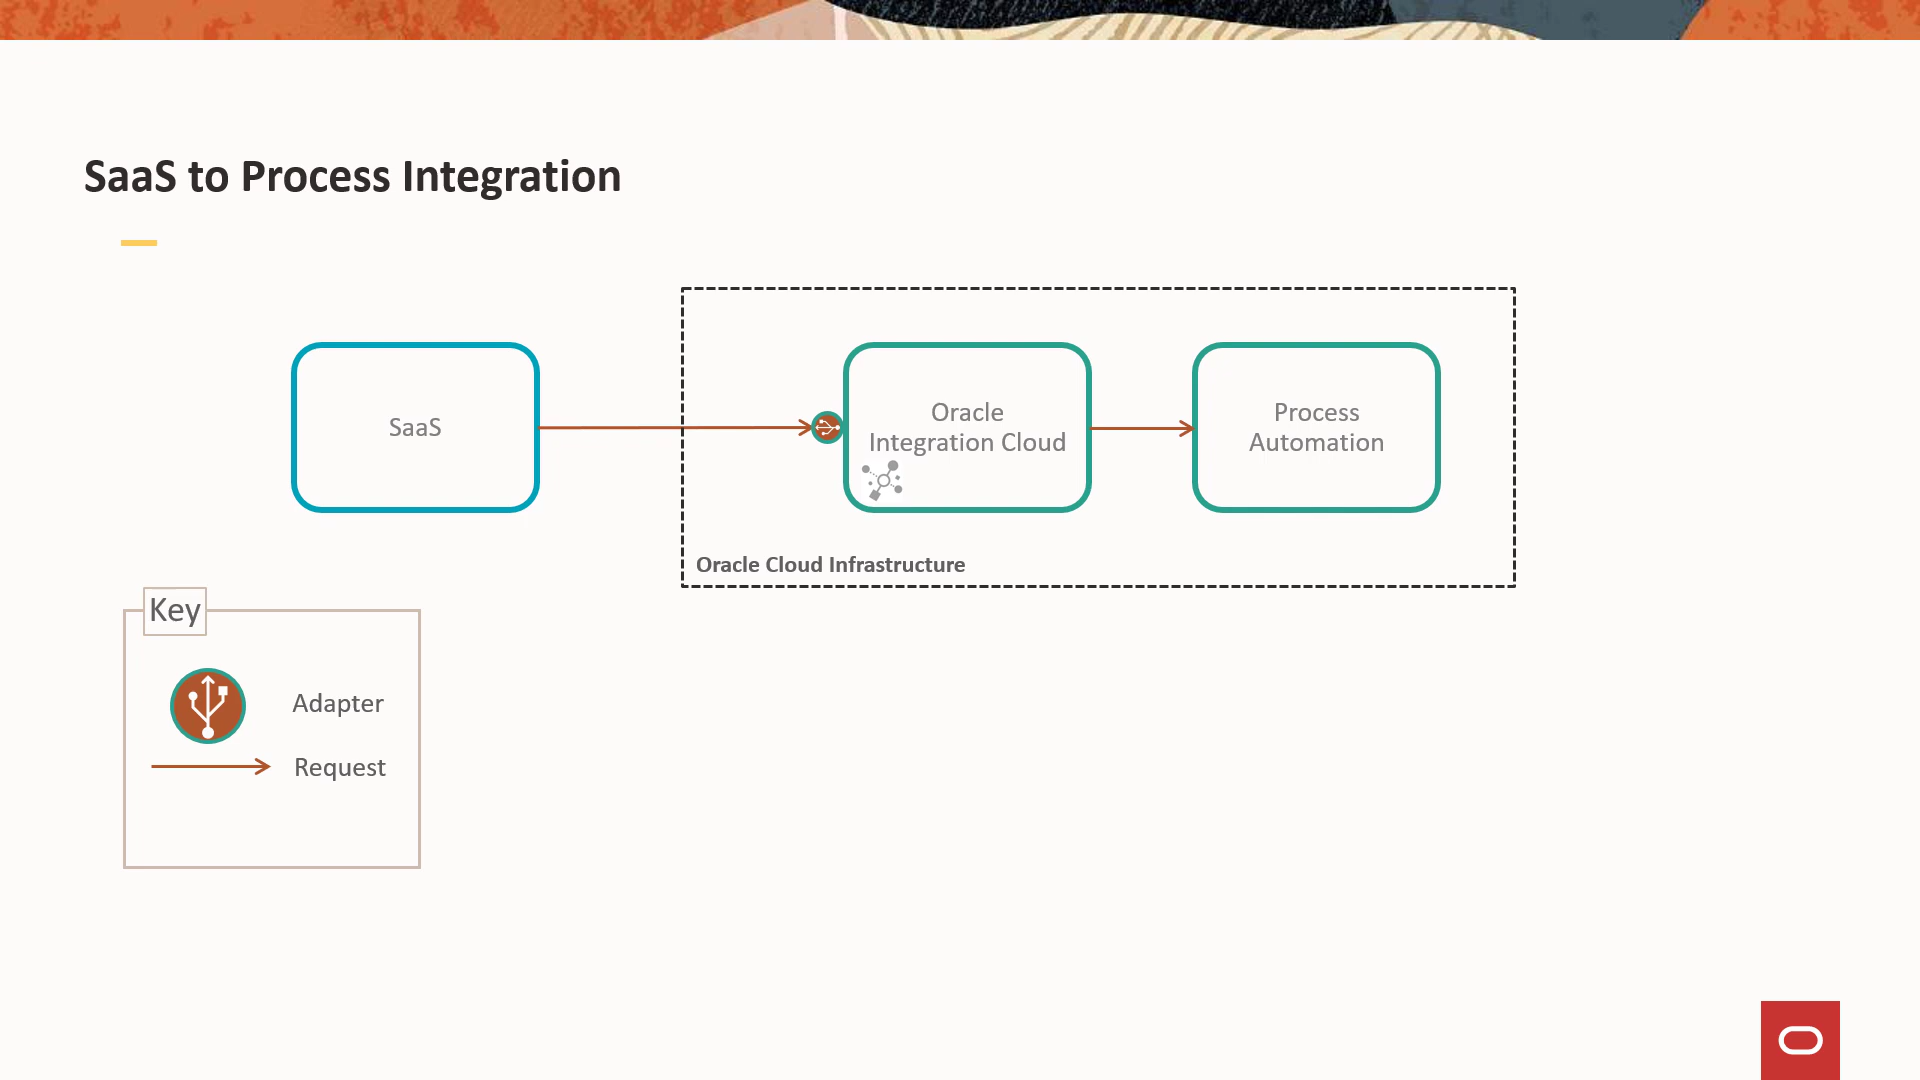 SaaS to Process Integration
SaaS
Oracle
Integration Cloud
Process
Automation
Oracle Cloud Infrastructure
Key
Adapter
Request